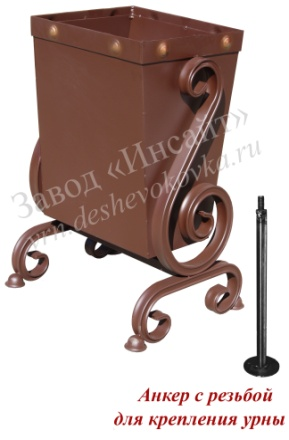 Завод «Инсайт»
www.deshevokovka.ru
Анкер с резьбой
для крепления урны